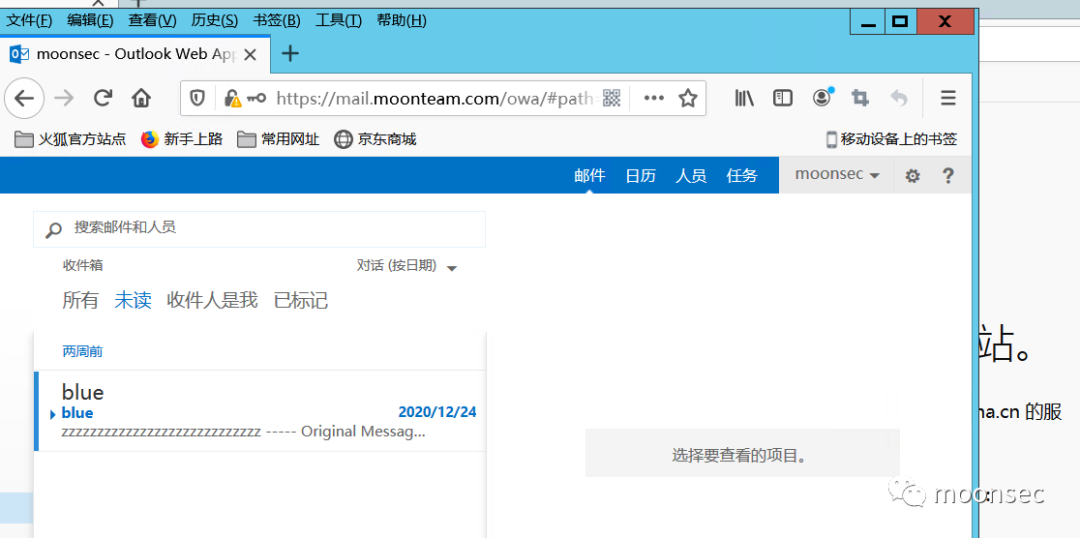 文件(F) 编辑(E) 查看(V) 历史(S) 书签(B) 工具(T) 帮助(H)
moonsec - Outlook Web App
https://mail.moonteam.com/owa/#path=
火狐官方站点 新手上路 常用网址 京东商城 移动设备上的书签
邮件 日历 人员 任务 moonsec
搜索邮件和人员
收件箱 对话 (按日期)
所有 未读 收件人是我 已标记
站。
两周前
blue
blue 2020/12/24
na.cn 的服
zzzzzzzzzzzzzzzzzzzzzzzzzzzz ----- Original Messag...
选择要查看的项目。
moonsec